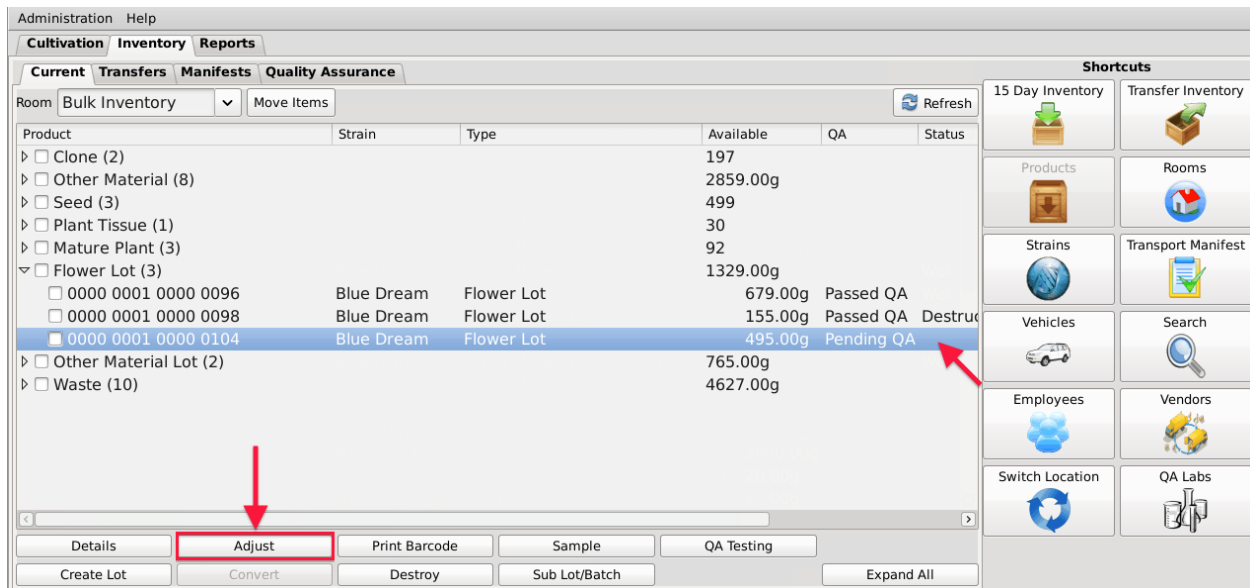 Administration Help
Cultivation Inventory Reports
Current Transfers Manifests Quality Assurance
Room Bulk Inventory Move Items Refresh
Product Strain Type Available QA Status
Clone (2) 197
Other Material (8) 2859.00g
Seed (3) 499
Plant Tissue (1) 30
Mature Plant (3) 92
Flower Lot (3) 1329.00g
0000 0001 0000 0096 Blue Dream Flower Lot 679.00g Passed QA
0000 0001 0000 0098 Blue Dream Flower Lot 155.00g Passed QA Destruc
0000 0001 0000 0104 Blue Dream Flower Lot 495.00g Pending QA
Other Material Lot (2) 765.00g
Waste (10) 4627.00g
Details Adjust Print Barcode Sample QA Testing
Create Lot Convert Destroy Sub Lot/Batch Expand All
Shortcuts
15 Day Inventory Transfer Inventory
Products Rooms
Strains Transport Manifest
Vehicles Search
Employees Vendors
Switch Location QA Labs